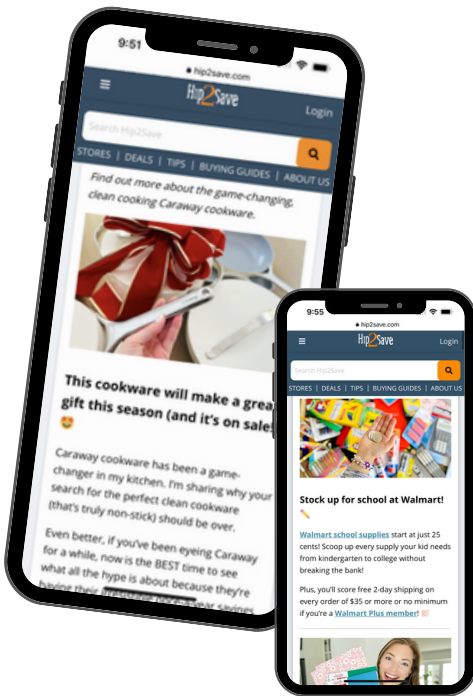 9:51
hip2save.com
Hip2Save
Login
Search Hip2Save
STORES | DEALS | TIPS | BUYING GUIDES | ABOUT US
Find out more about the game-changing,
clean cooking Caraway cookware.
This cookware will make a grea
gift this season (and it's on sale!
🤩
Caraway cookware has been a game-
changer in my kitchen. I'm sharing why your
search for the perfect clean cookware
(that's truly non-stick) should be over.
Even better, if you've been eyeing Caraway
for a while, now is the BEST time to see
what all the hype is about because they're
having their year savings
9:55
hip2save.com
Hip2Save
Login
Search Hip2Save
STORES | DEALS | TIPS | BUYING GUIDES | ABOUT US
Stock up for school at Walmart!
✏️
Walmart school supplies start at just 25
cents! Scoop up every supply your kid needs
from kindergarten to college without
breaking the bank!
Plus, you'll score free 2-day shipping on
every order of $35 or more or no minimum
if you're a Walmart Plus member! 👏🏻